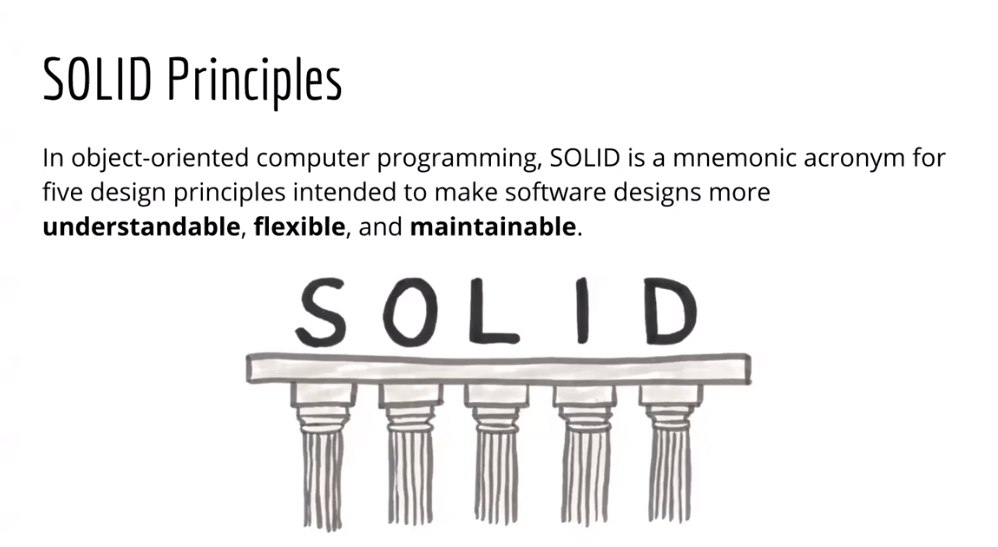 SOLID Principles
In object-oriented computer programming, SOLID is a mnemonic acronym for
five design principles intended to make software designs more
understandable, flexible, and maintainable.
S O L I D